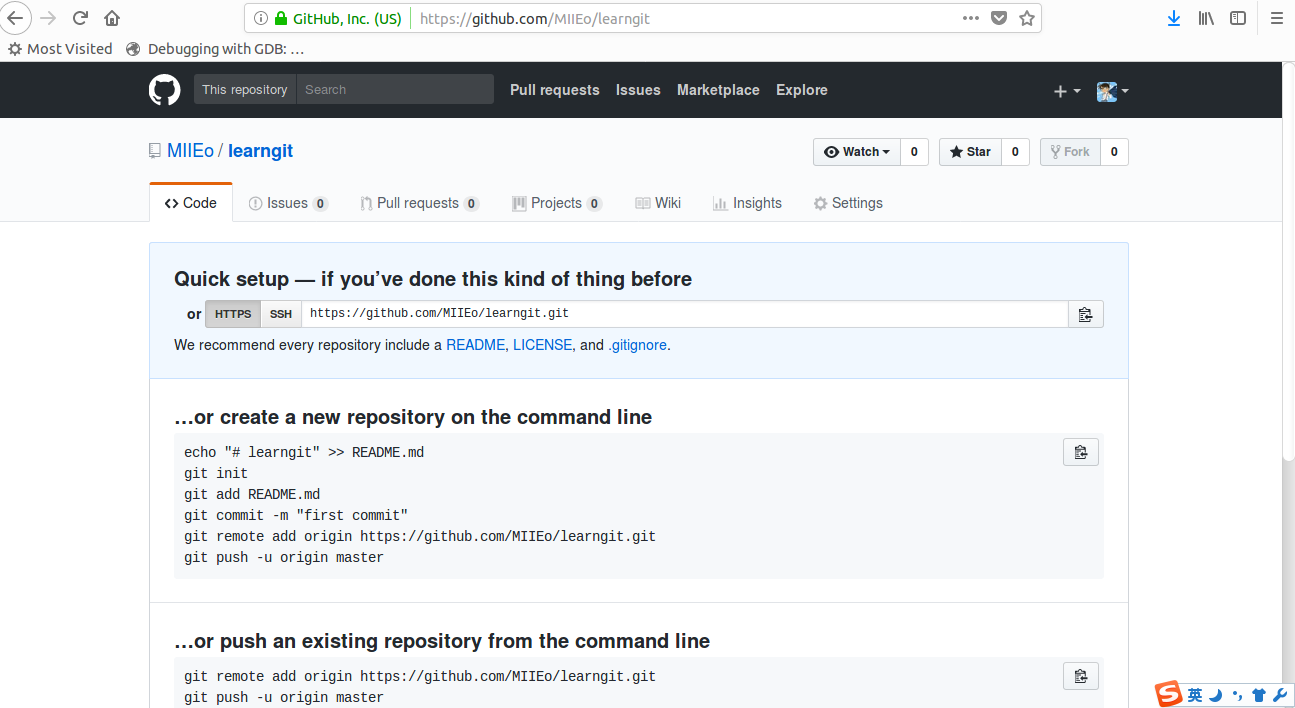 GitHub, Inc. (US) https://github.com/MIIEo/learngit
Most Visited Debugging with GDB: …
This repository Search Pull requests Issues Marketplace Explore
MIIEo / learngit Watch 0 Star 0 Fork 0
Code Issues 0 Pull requests 0 Projects 0 Wiki Insights Settings
Quick setup — if you’ve done this kind of thing before
or HTTPS SSH https://github.com/MIIEo/learngit.git
We recommend every repository include a README, LICENSE, and .gitignore.
…or create a new repository on the command line
echo "# learngit" >> README.md
git init
git add README.md
git commit -m "first commit"
git remote add origin https://github.com/MIIEo/learngit.git
git push -u origin master
…or push an existing repository from the command line
git remote add origin https://github.com/MIIEo/learngit.git
git push -u origin master
S 英